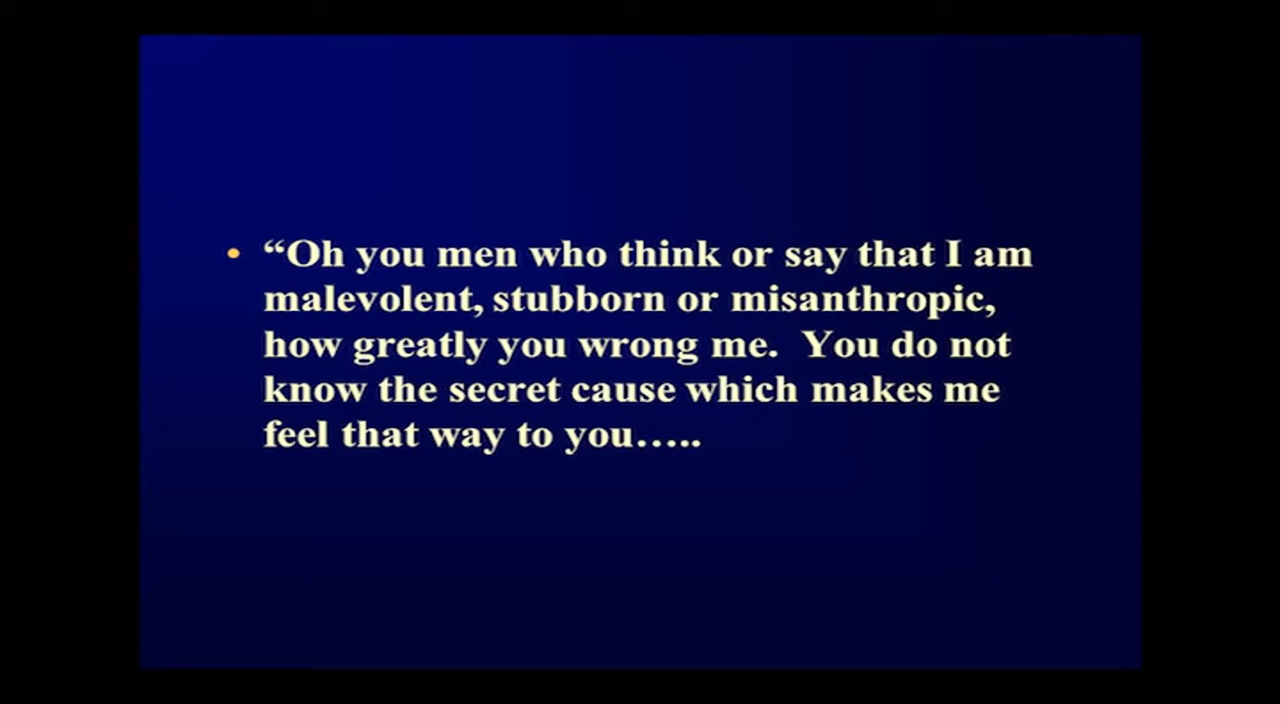 • “Oh you men who think or say that I am
malevolent, stubborn or misanthropic,
how greatly you wrong me.  You do not
know the secret cause which makes me
feel that way to you…..